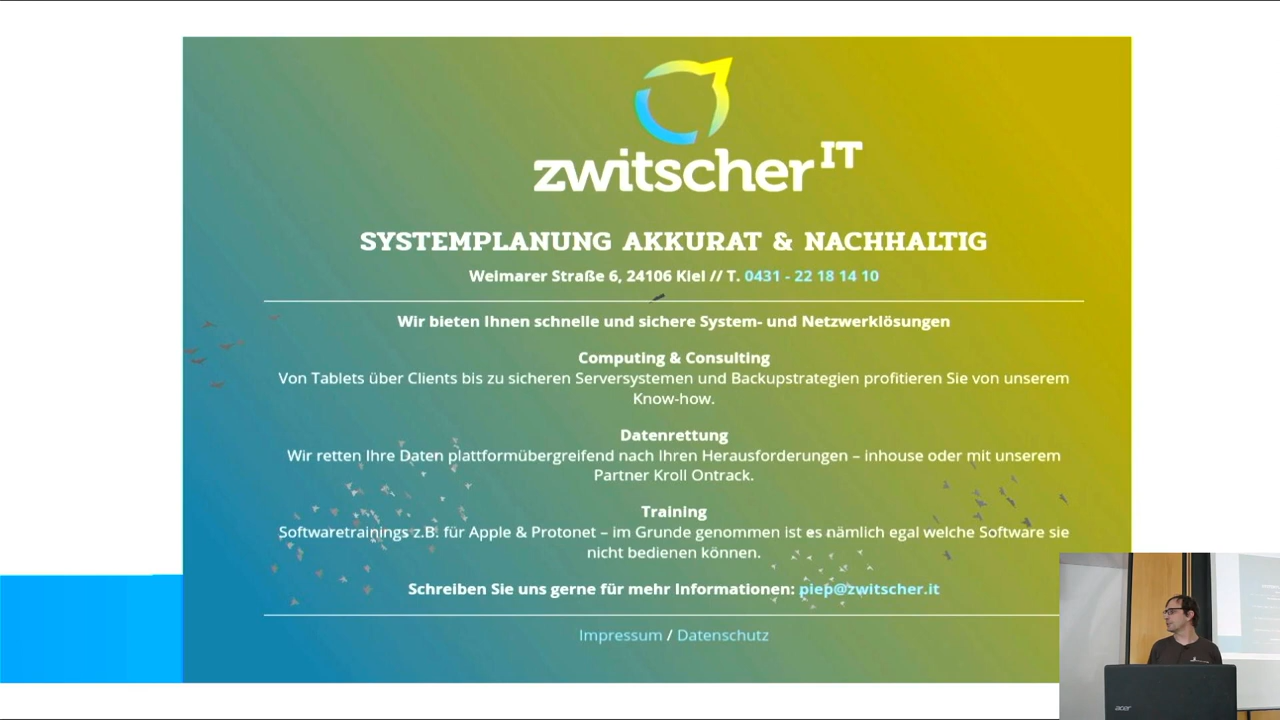 zwitscher IT
SYSTEMPLANUNG AKKURAT & NACHHALTIG
Weimarer Straße 6, 24106 Kiel // T. 0431 - 22 18 14 10
Wir bieten Ihnen schnelle und sichere System- und Netzwerklösungen
Computing & Consulting
Von Tablets über Clients bis zu sicheren Serversystemen und Backupstrategien profitieren Sie von unserem
Know-how.
Datenrettung
Wir retten Ihre Daten plattformübergreifend nach Ihren Herausforderungen – inhouse oder mit unserem
Partner Kroll Ontrack.
Training
Softwaretrainings z.B. für Apple & Protonet – im Grunde genommen ist es nämlich egal welche Software sie
nicht bedienen können.
Schreiben Sie uns gerne für mehr Informationen: piep@zwitscher.it
Impressum / Datenschutz
acer